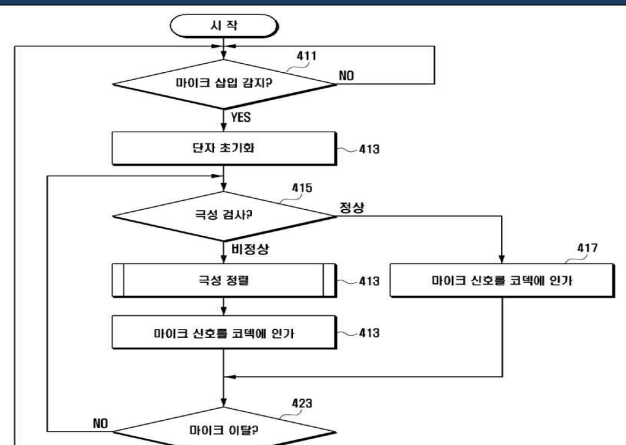 시 작
411
마이크 삽입 감지?
NO
YES
단자 초기화
413
415
극성 검사?
정상
비정상
417
극성 정렬
413
마이크 신호를 코덱에 인가
마이크 신호를 코덱에 인가
413
423
NO
마이크 이탈?